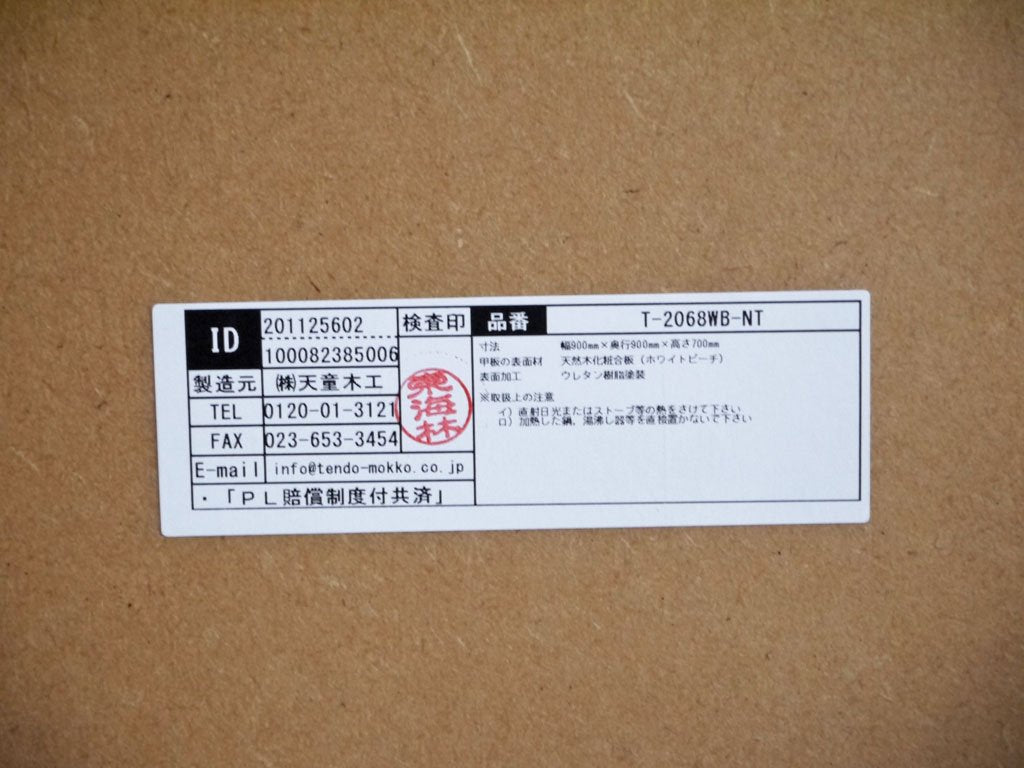 ID 201125602 検査印 品番 T-2068WB-NT
100082385006
製造元 ㈱天童木工
TEL 0120-01-3121
FAX 023-653-3454
E-mail info@tendo-mokko.co.jp
・「PL賠償制度付共済」
東海林
寸法 幅900mm×奥行900mm×高さ700mm
甲板の表面材 天然木化粧合板（ホワイトビーチ）
表面加工 ウレタン樹脂塗装
※取扱上の注意
イ）直射日光またはストーブ等の熱をさけて下さい
ロ）加熱した鍋、湯沸し器等を直接置かないで下さい